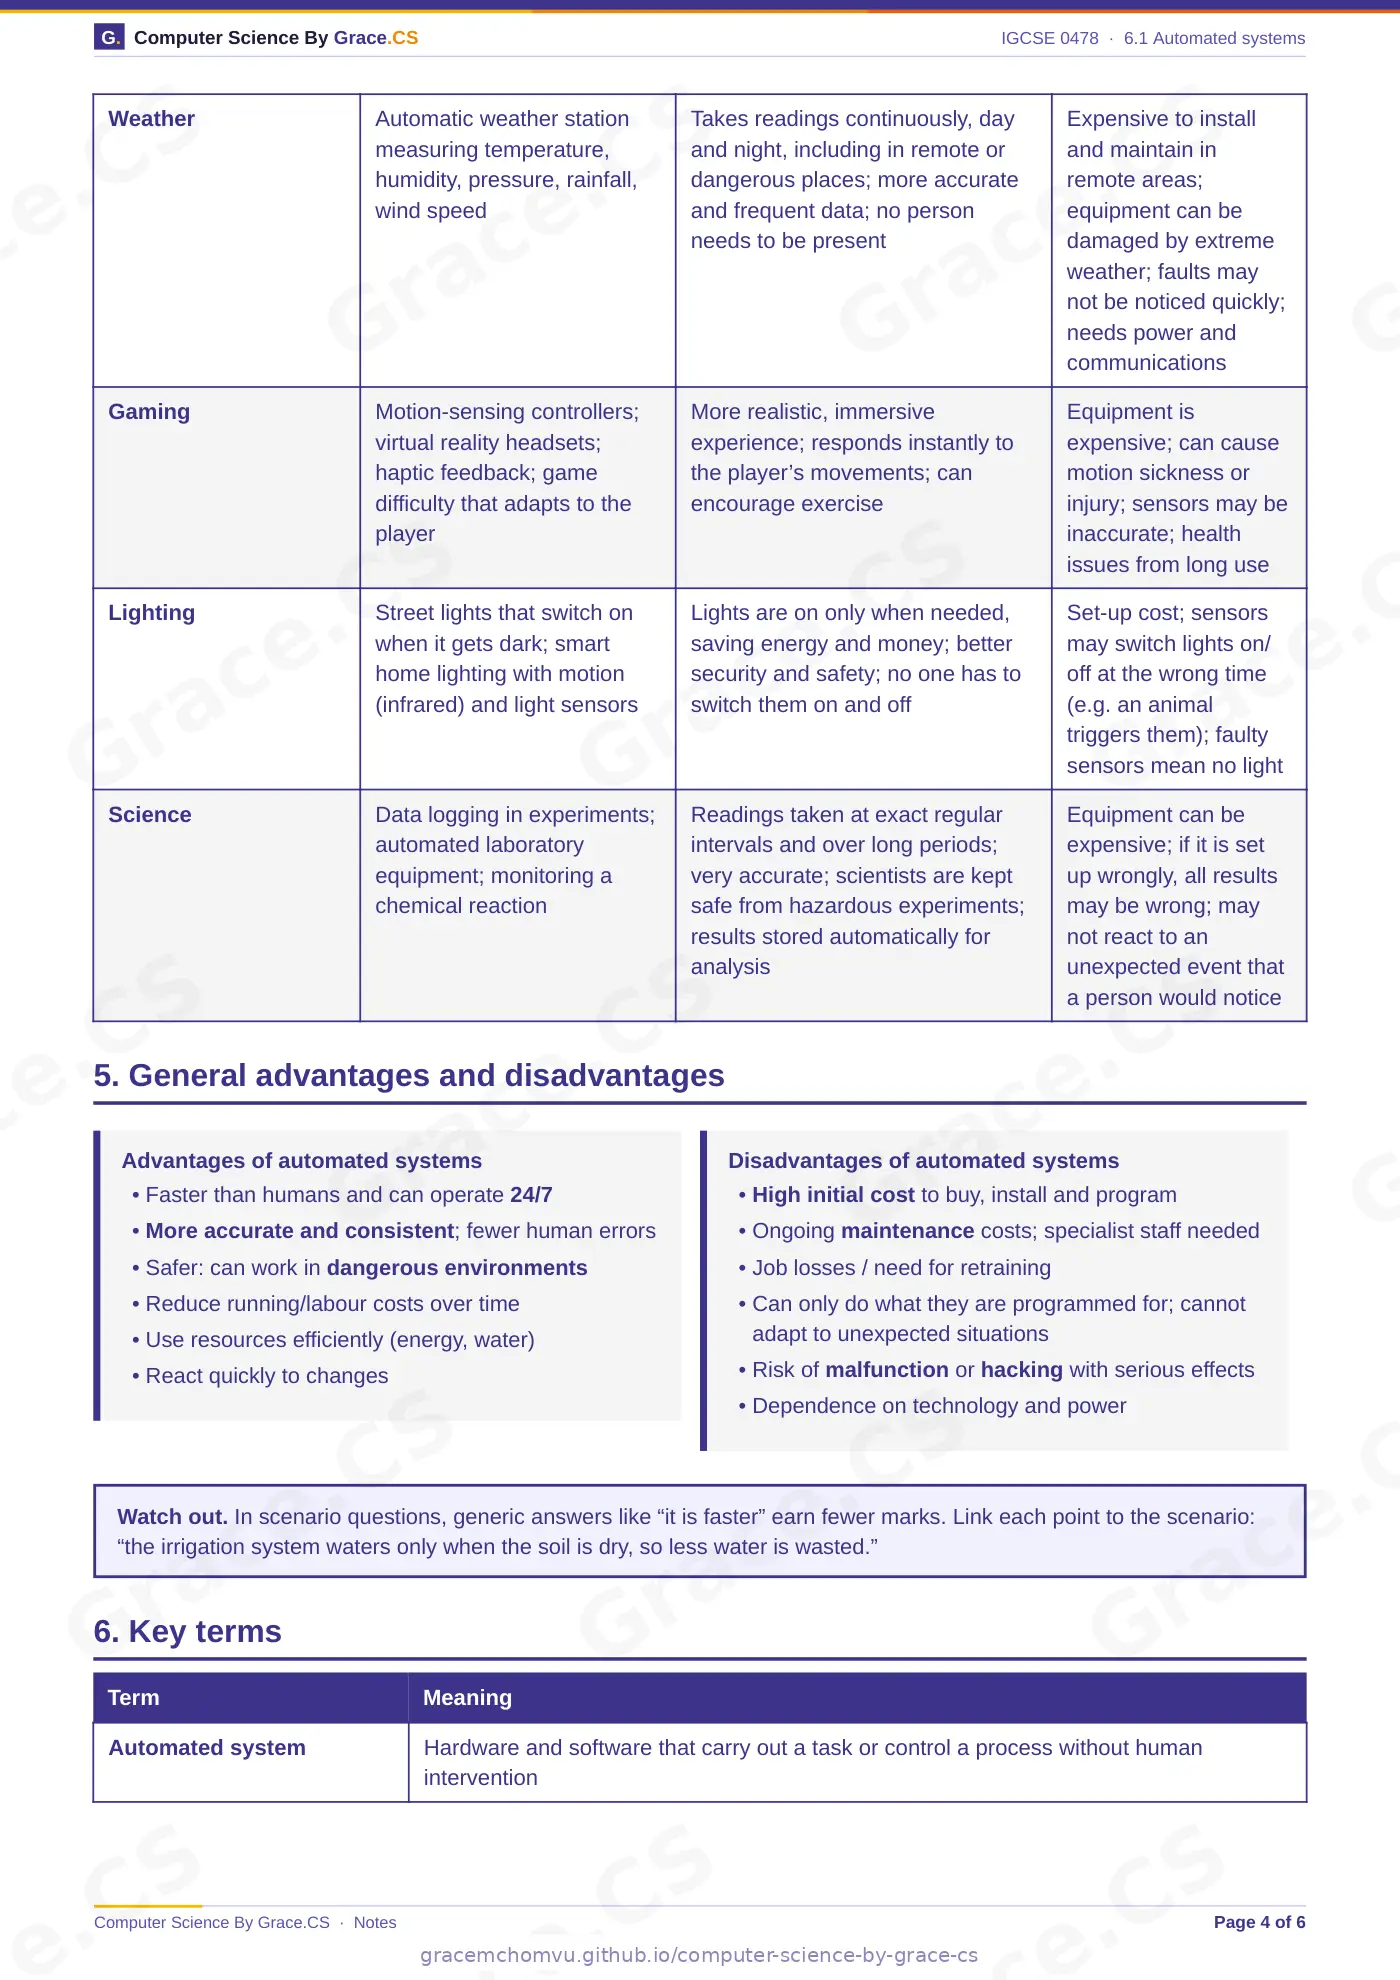 G. Computer Science By Grace.CS
IGCSE 0478 · 6.1 Automated systems
Weather
Automatic weather station
measuring temperature,
humidity, pressure, rainfall,
wind speed
Takes readings continuously, day
and night, including in remote or
dangerous places; more accurate
and frequent data; no person
needs to be present
Expensive to install
and maintain in
remote areas;
equipment can be
damaged by extreme
weather; faults may
not be noticed quickly;
needs power and
communications
Gaming
Motion-sensing controllers;
virtual reality headsets;
haptic feedback; game
difficulty that adapts to the
player
More realistic, immersive
experience; responds instantly to
the player’s movements; can
encourage exercise
Equipment is
expensive; can cause
motion sickness or
injury; sensors may be
inaccurate; health
issues from long use
Lighting
Street lights that switch on
when it gets dark; smart
home lighting with motion
(infrared) and light sensors
Lights are on only when needed,
saving energy and money; better
security and safety; no one has to
switch them on and off
Set-up cost; sensors
may switch lights on/
off at the wrong time
(e.g. an animal
triggers them); faulty
sensors mean no light
Science
Data logging in experiments;
automated laboratory
equipment; monitoring a
chemical reaction
Readings taken at exact regular
intervals and over long periods;
very accurate; scientists are kept
safe from hazardous experiments;
results stored automatically for
analysis
Equipment can be
expensive; if it is set
up wrongly, all results
may be wrong; may
not react to an
unexpected event that
a person would notice
5. General advantages and disadvantages
Advantages of automated systems
• Faster than humans and can operate 24/7
• More accurate and consistent; fewer human errors
• Safer: can work in dangerous environments
• Reduce running/labour costs over time
• Use resources efficiently (energy, water)
• React quickly to changes
Disadvantages of automated systems
• High initial cost to buy, install and program
• Ongoing maintenance costs; specialist staff needed
• Job losses / need for retraining
• Can only do what they are programmed for; cannot
adapt to unexpected situations
• Risk of malfunction or hacking with serious effects
• Dependence on technology and power
Watch out. In scenario questions, generic answers like “it is faster” earn fewer marks. Link each point to the scenario:
“the irrigation system waters only when the soil is dry, so less water is wasted.”
6. Key terms
Term
Meaning
Automated system
Hardware and software that carry out a task or control a process without human
intervention
Computer Science By Grace.CS · Notes
Page 4 of 6
gracemchomvu.github.io/computer-science-by-grace-cs